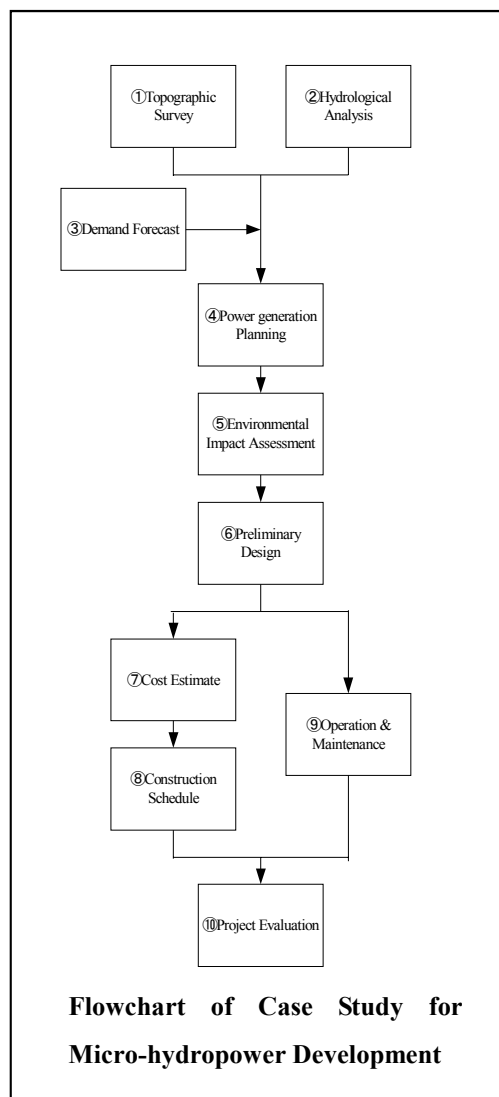 ①Topographic
Survey
②Hydrological
Analysis
③Demand Forecast
④Power generation
Planning
⑤Environmental
Impact Assessment
⑥Preliminary
Design
⑦Cost Estimate
⑧Construction
Schedule
⑨Operation &
Maintenance
⑩Project Evaluation
Flowchart of Case Study for
Micro-hydropower Development